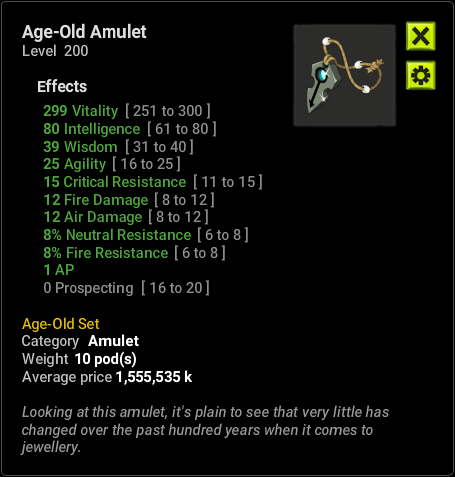 Age-Old Amulet
Level 200
Effects
299 Vitality [ 251 to 300 ]
80 Intelligence [ 61 to 80 ]
39 Wisdom [ 31 to 40 ]
25 Agility [ 16 to 25 ]
15 Critical Resistance [ 11 to 15 ]
12 Fire Damage [ 8 to 12 ]
12 Air Damage [ 8 to 12 ]
8% Neutral Resistance [ 6 to 8 ]
8% Fire Resistance [ 6 to 8 ]
1 AP
0 Prospecting [ 16 to 20 ]
Age-Old Set
Category Amulet
Weight 10 pod(s)
Average price 1,555,535 k
Looking at this amulet, it's plain to see that very little has
changed over the past hundred years when it comes to
jewellery.